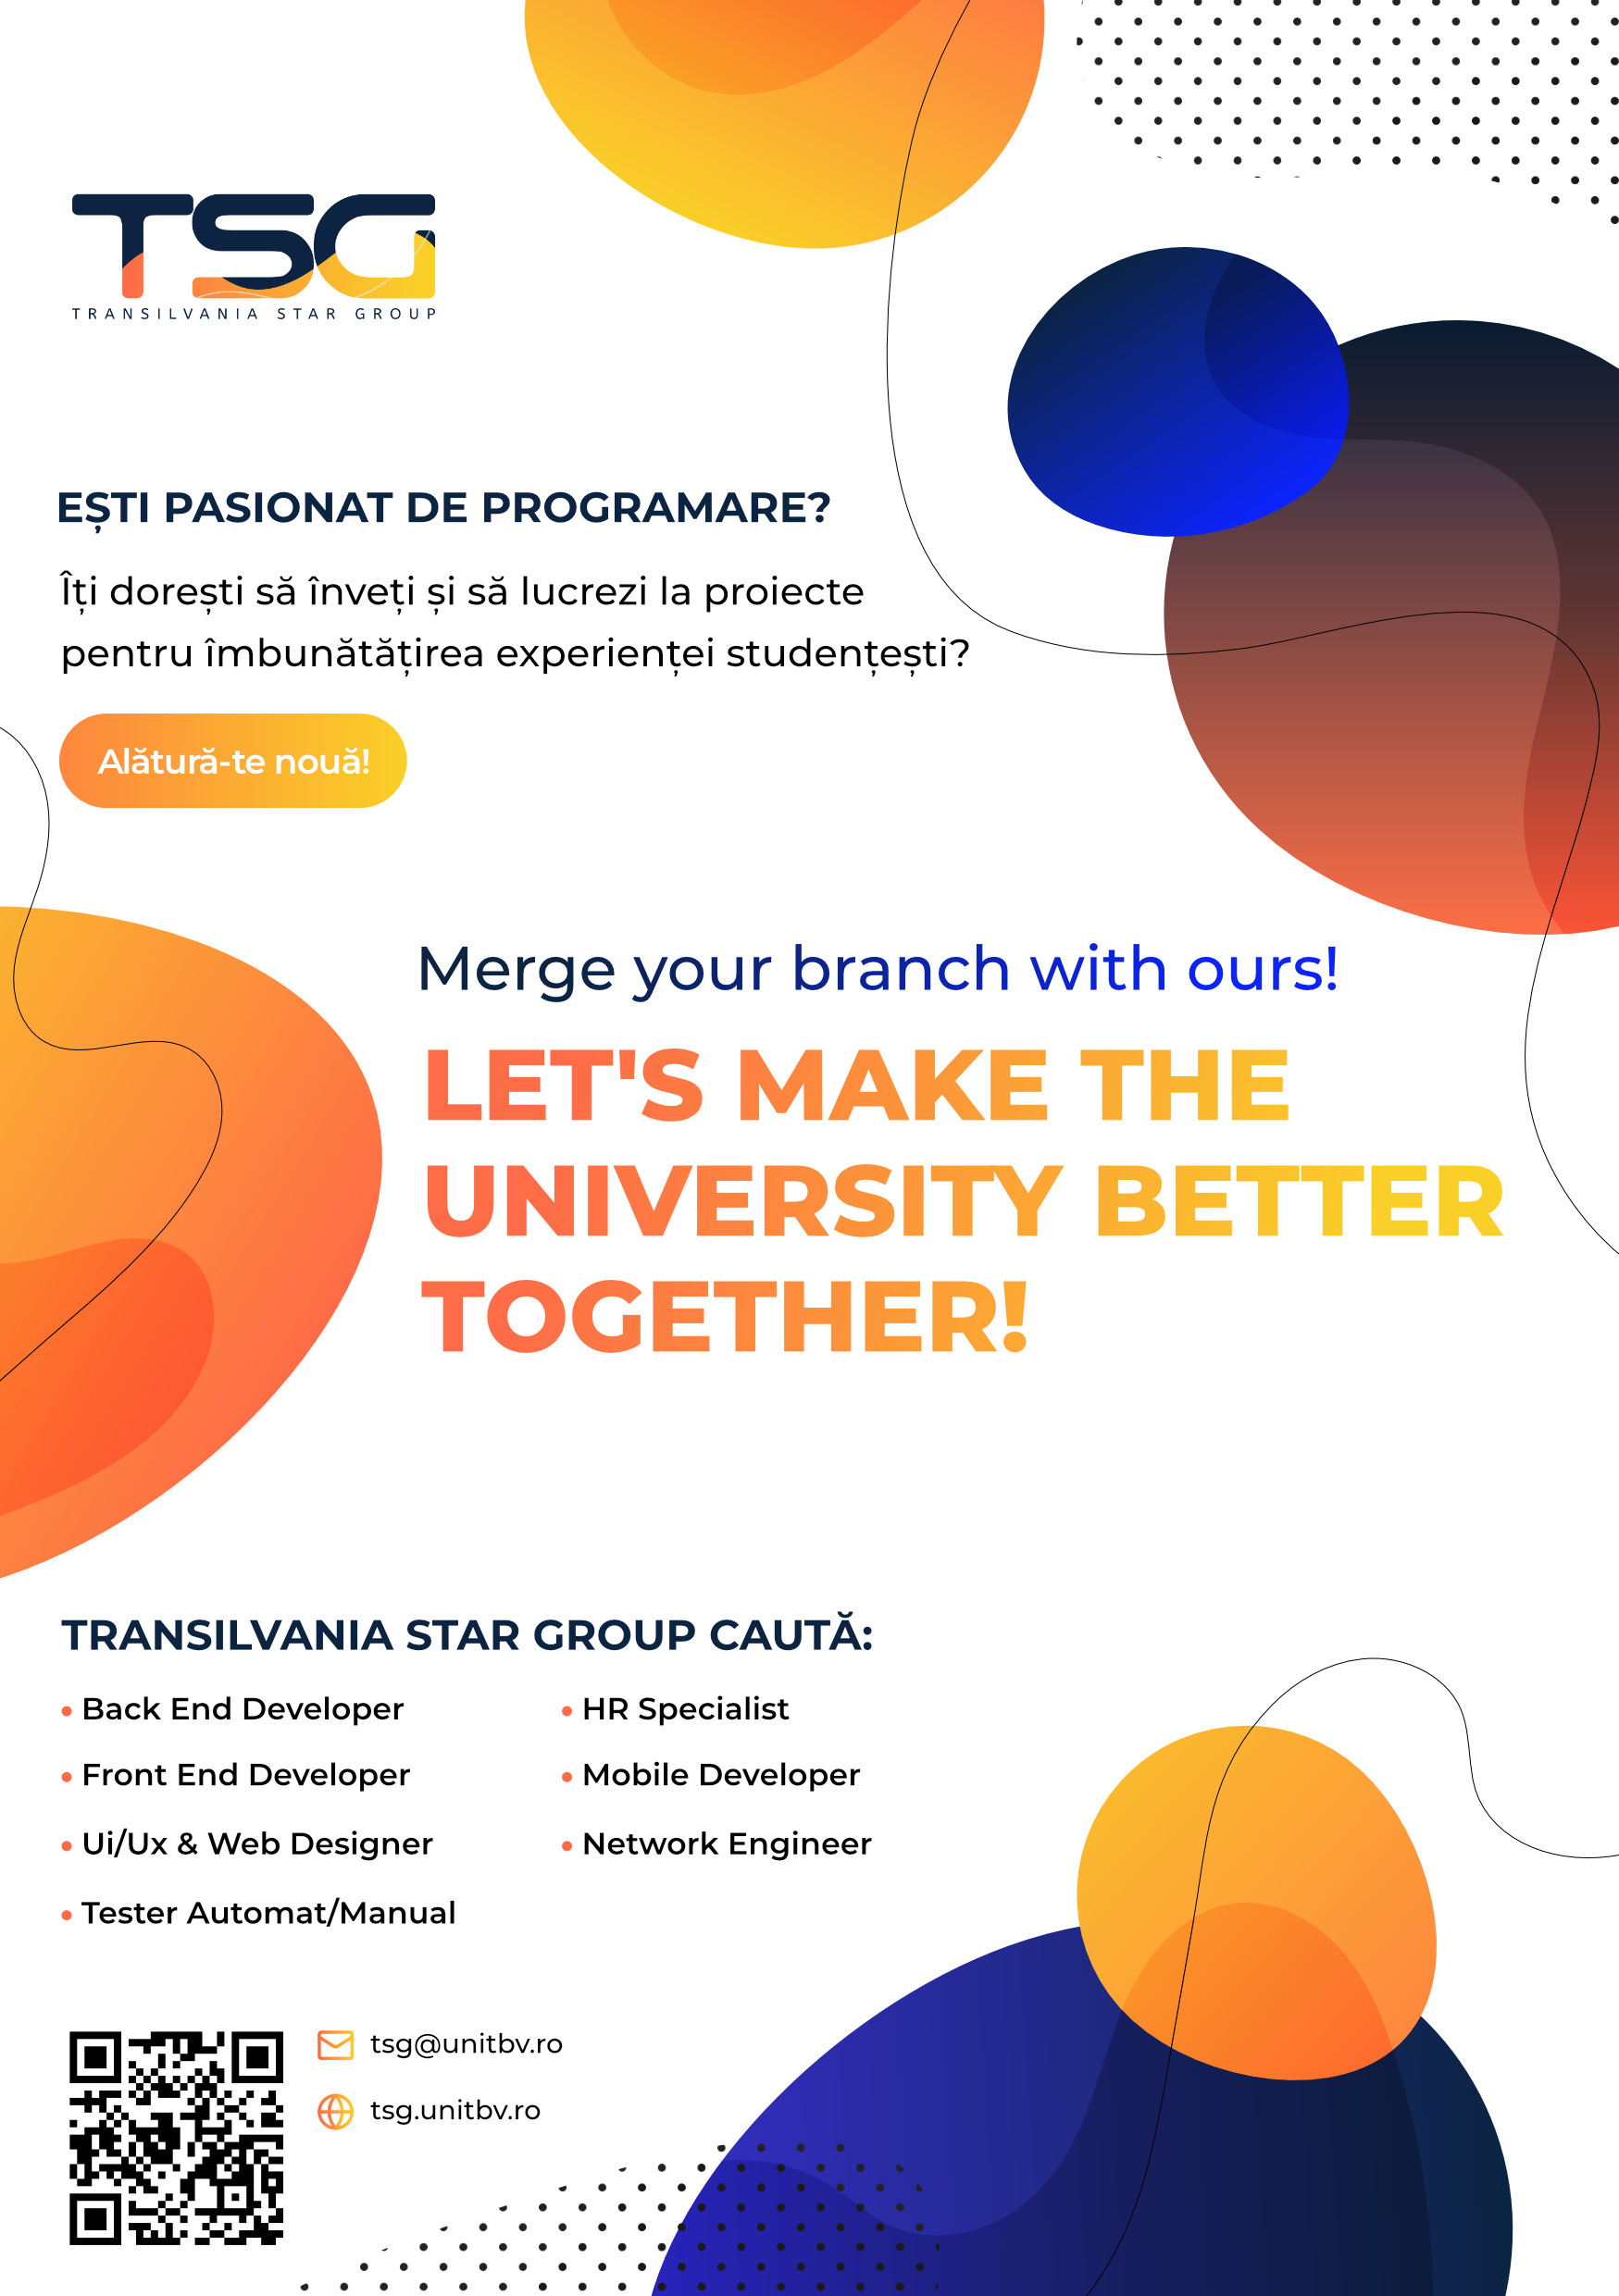 TSG
TRANSILVANIA STAR GROUP
EȘTI PASIONAT DE PROGRAMARE?
Îți dorești să înveți și să lucrezi la proiecte
pentru îmbunătățirea experienței studențești?
Alătură-te nouă!
Merge your branch with ours!
LET'S MAKE THE
UNIVERSITY BETTER
TOGETHER!
TRANSILVANIA STAR GROUP CAUTĂ:
• Back End Developer
• Front End Developer
• Ui/Ux & Web Designer
• Tester Automat/Manual
• HR Specialist
• Mobile Developer
• Network Engineer
tsg@unitbv.ro
tsg.unitbv.ro